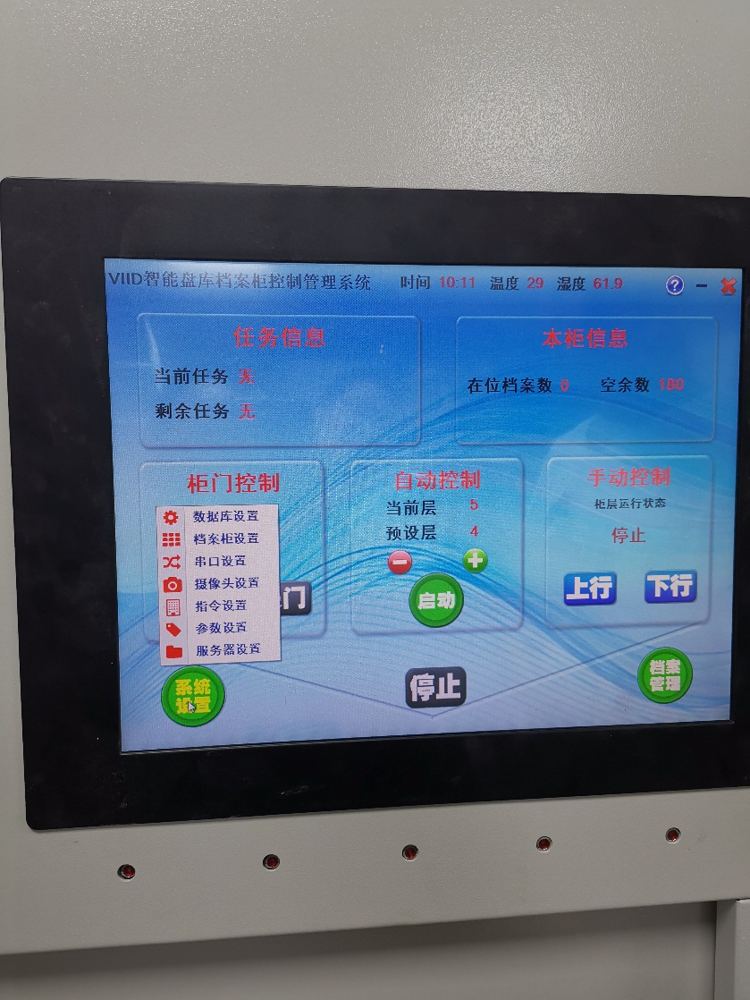 VIID智能盘库档案柜控制管理系统 时间 10:11 温度 29 湿度 61.9 ?
任务信息
当前任务 无
剩余任务 无
本柜信息
在位档案数 0 空余数 180
柜门控制
数据库设置
档案柜设置
串口设置
摄像头设置
指令设置
参数设置
服务器设置
门
系统
设置
自动控制
当前层 5
预设层 4
启动
停止
手动控制
柜层运行状态
停止
上行 下行
档案
管理